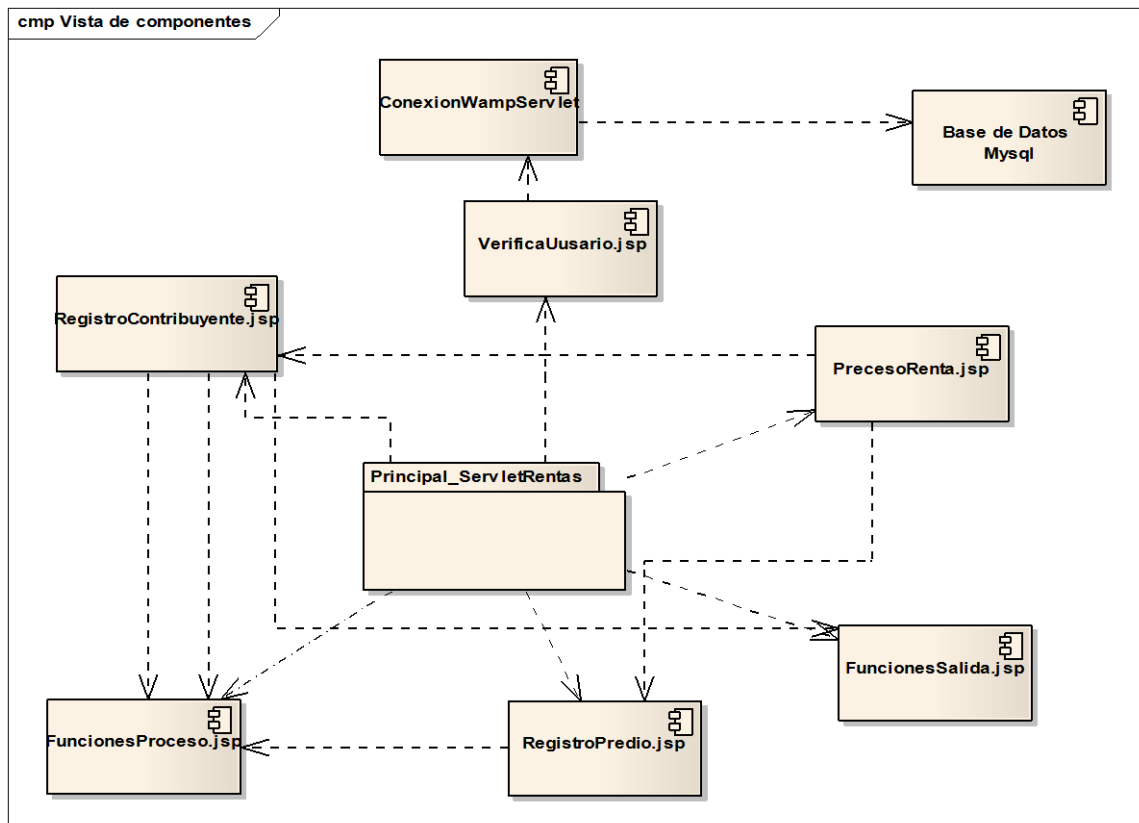 cmp Vista de componentes
ConexionWampServlet
Base de Datos
Mysql
VerificaUusario.jsp
RegistroContribuyente.jsp
PrecesoRenta.jsp
Principal_ServletRentas
FuncionesSalida.jsp
FuncionesProceso.jsp
RegistroPredio.jsp